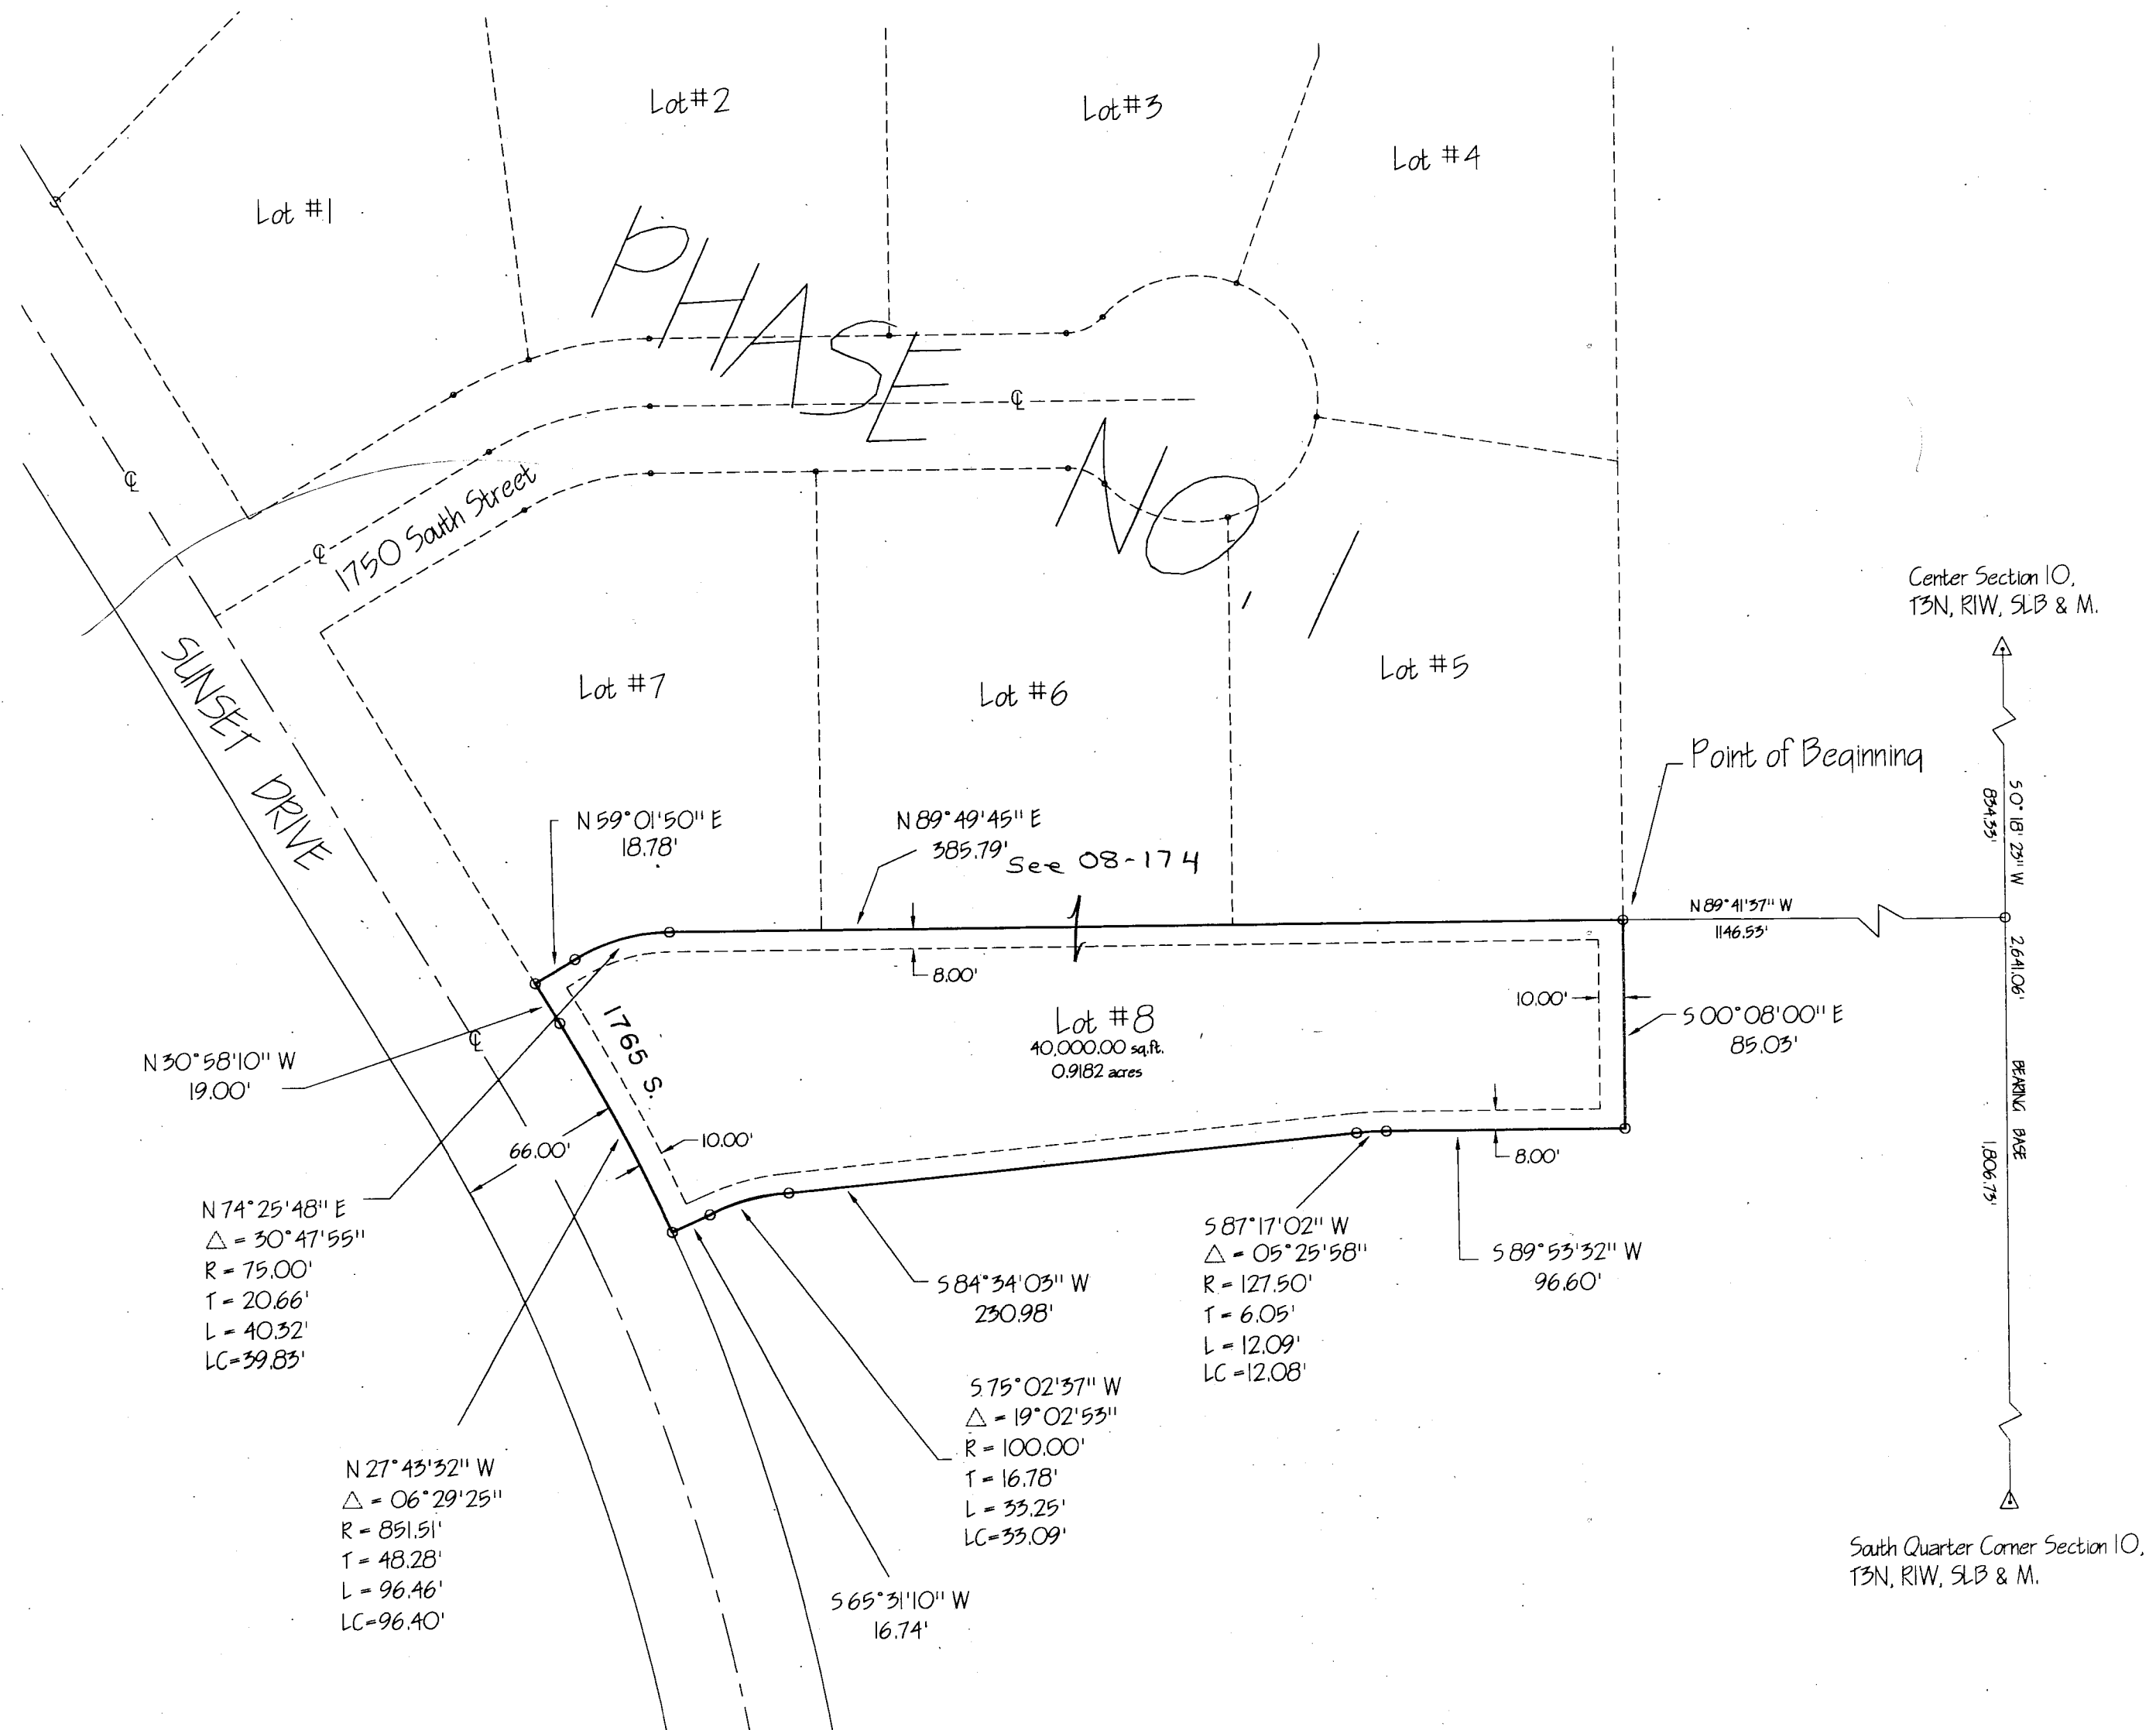 Lot #2
Lot #3
Lot #4
Lot #1
PHASE NO. 1
1750 South Street
℄
℄
℄
℄
SUNSET DRIVE
Lot #7
Lot #6
Lot #5
Center Section 10,
T3N, R1W, SLB & M.
Point of Beginning
S 0° 18' 23" W
834.33'
N 59° 01' 50" E
18.78'
N 89° 49' 45" E
385.79'
See 08-174
N 89° 41' 37" W
1146.53'
2,641.06'
BEARING BASE
1,806.73'
8.00'
10.00'
Lot #8
40,000.00 sq.ft.
0.9182 acres
S 00° 08' 00" E
85.03'
1765 S.
N 30° 58' 10" W
19.00'
66.00'
10.00'
8.00'
N 74° 25' 48" E
△ = 30° 47' 55"
R = 75.00'
T = 20.66'
L = 40.32'
LC=39.83'
S 84° 34' 03" W
230.98'
S 87° 17' 02" W
△ = 05° 25' 58"
R = 127.50'
T = 6.05'
L = 12.09'
LC =12.08'
S 89° 53' 32" W
96.60'
S 75° 02' 37" W
△ = 19° 02' 53"
R = 100.00'
T = 16.78'
L = 33.25'
LC=33.09'
N 27° 43' 32" W
△ = 06° 29' 25"
R = 851.51'
T = 48.28'
L = 96.46'
LC=96.40'
S 65° 31' 10" W
16.74'
South Quarter Corner Section 10,
T3N, R1W, SLB & M.